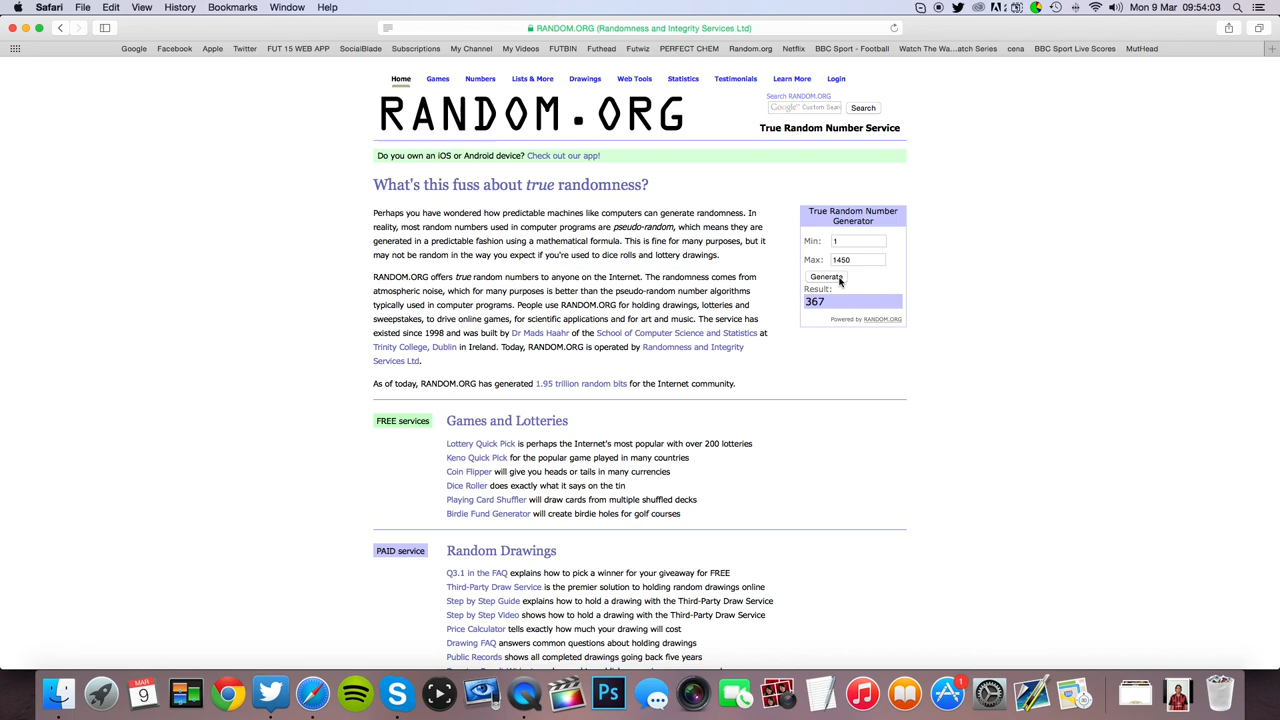 Safari File Edit View History Bookmarks Window Help Mon 9 Mar 09:54:03
RANDOM.ORG (Randomness and Integrity Services Ltd)
Google Facebook Apple Twitter FUT 15 WEB APP SocialBlade Subscriptions My Channel My Videos FUTBIN Futhead Futwiz PERFECT CHEM Random.org Netflix BBC Sport - Football Watch The Wa...atch Series cena BBC Sport Live Scores MutHead
Home Games Numbers Lists & More Drawings Web Tools Statistics Testimonials Learn More Login
Search RANDOM.ORG
RANDOM.ORG
Google™ Custom Sear Search
True Random Number Service
Do you own an iOS or Android device? Check out our app!
What's this fuss about true randomness?
Perhaps you have wondered how predictable machines like computers can generate randomness. In
reality, most random numbers used in computer programs are pseudo-random, which means they are
generated in a predictable fashion using a mathematical formula. This is fine for many purposes, but it
may not be random in the way you expect if you're used to dice rolls and lottery drawings.
RANDOM.ORG offers true random numbers to anyone on the Internet. The randomness comes from
atmospheric noise, which for many purposes is better than the pseudo-random number algorithms
typically used in computer programs. People use RANDOM.ORG for holding drawings, lotteries and
sweepstakes, to drive online games, for scientific applications and for art and music. The service has
existed since 1998 and was built by Dr Mads Haahr of the School of Computer Science and Statistics at
Trinity College, Dublin in Ireland. Today, RANDOM.ORG is operated by Randomness and Integrity
Services Ltd.
As of today, RANDOM.ORG has generated 1.95 trillion random bits for the Internet community.
True Random Number
Generator
Min: 1
Max: 1450
Generate
Result:
367
Powered by RANDOM.ORG
FREE services
Games and Lotteries
Lottery Quick Pick is perhaps the Internet's most popular with over 200 lotteries
Keno Quick Pick for the popular game played in many countries
Coin Flipper will give you heads or tails in many currencies
Dice Roller does exactly what it says on the tin
Playing Card Shuffler will draw cards from multiple shuffled decks
Birdie Fund Generator will create birdie holes for golf courses
PAID service
Random Drawings
Q3.1 in the FAQ explains how to pick a winner for your giveaway for FREE
Third-Party Draw Service is the premier solution to holding random drawings online
Step by Step Guide explains how to hold a drawing with the Third-Party Draw Service
Step by Step Video shows how to hold a drawing with the Third-Party Draw Service
Price Calculator tells exactly how much your drawing will cost
Drawing FAQ answers common questions about holding drawings
Public Records shows all completed drawings going back five years
MAR
9
Ps
1